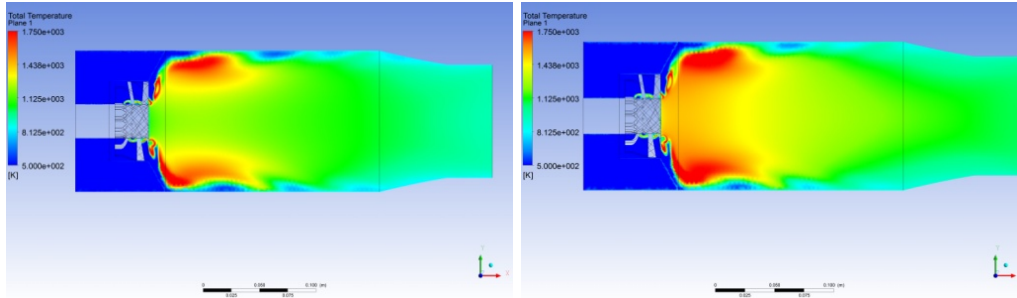 Total Temperature
Plane 1
1.750e+003
1.438e+003
1.125e+003
8.125e+002
5.000e+002
[K]
0
0.050
0.100 (m)
0.025
0.075
Total Temperature
Plane 1
1.750e+003
1.438e+003
1.125e+003
8.125e+002
5.000e+002
[K]
0
0.050
0.100 (m)
0.025
0.075